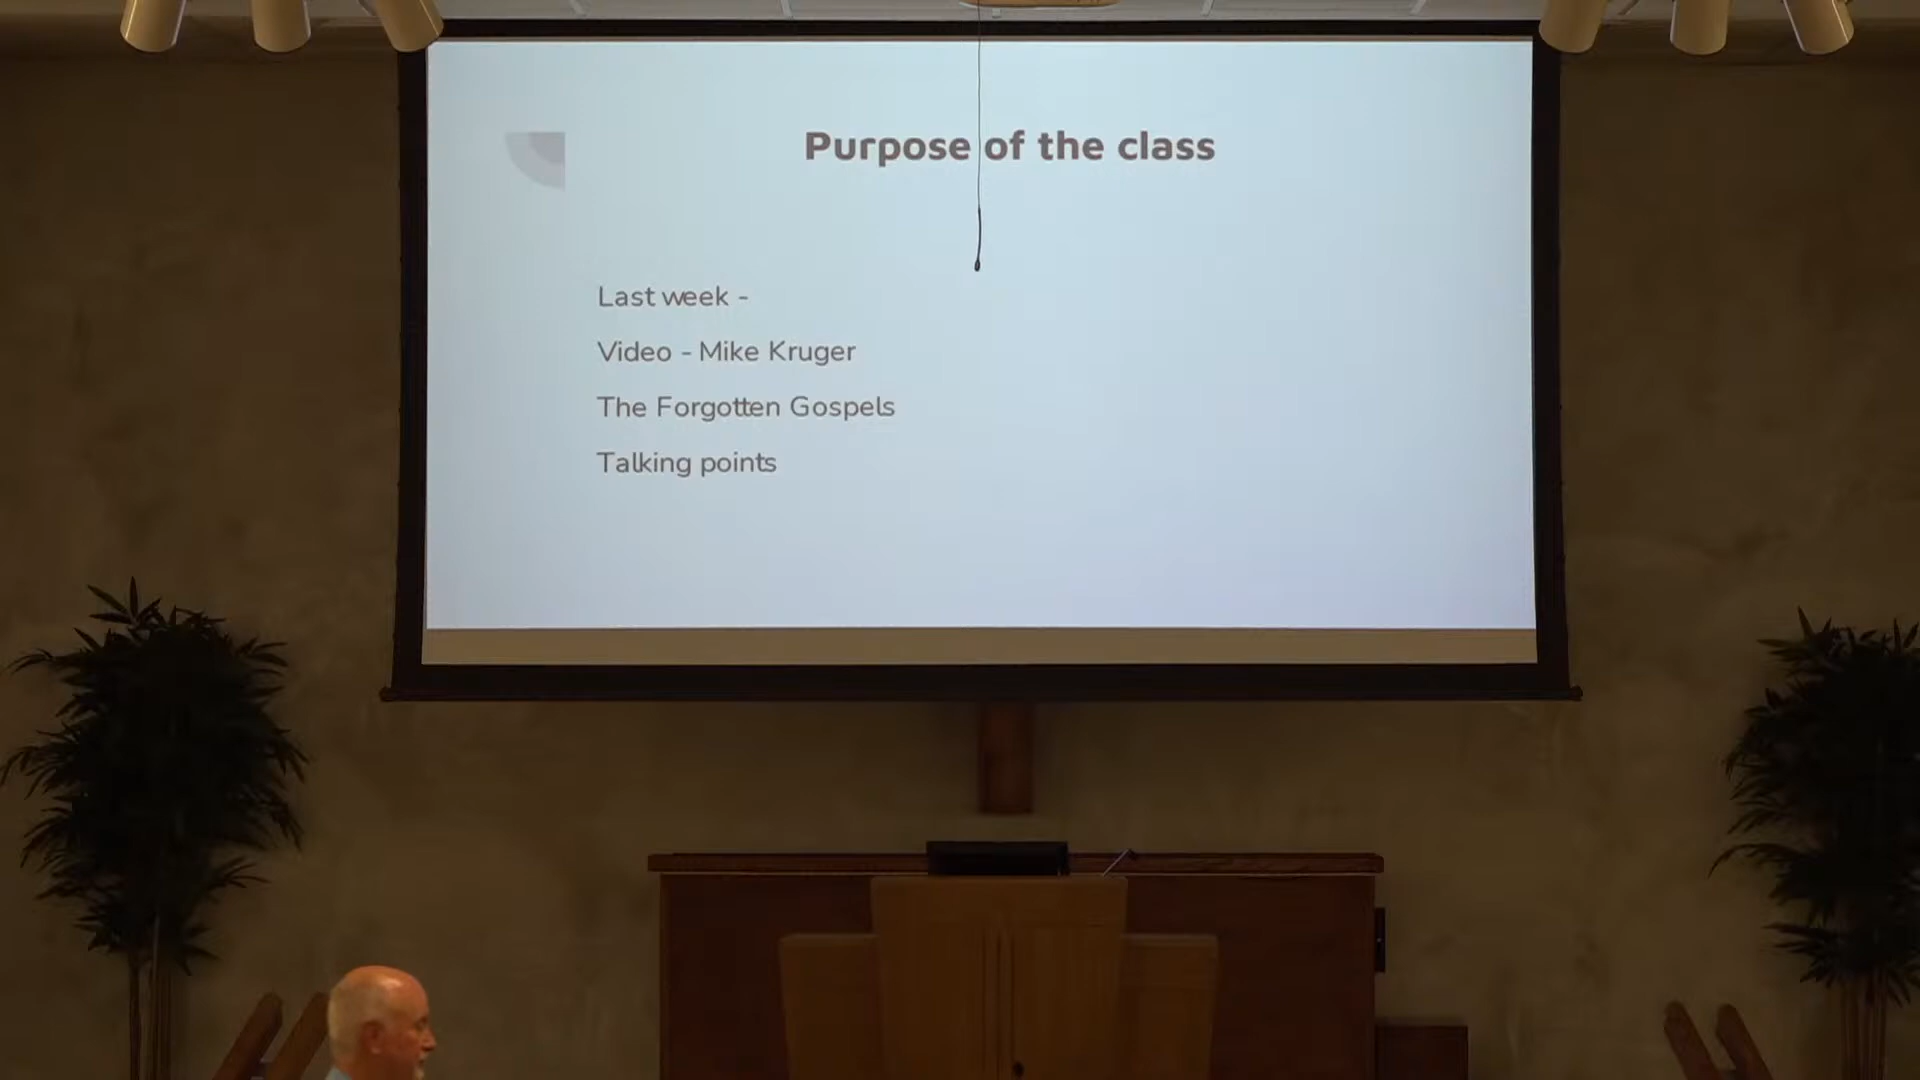 Purpose of the class
Last week -
Video - Mike Kruger
The Forgotten Gospels
Talking points